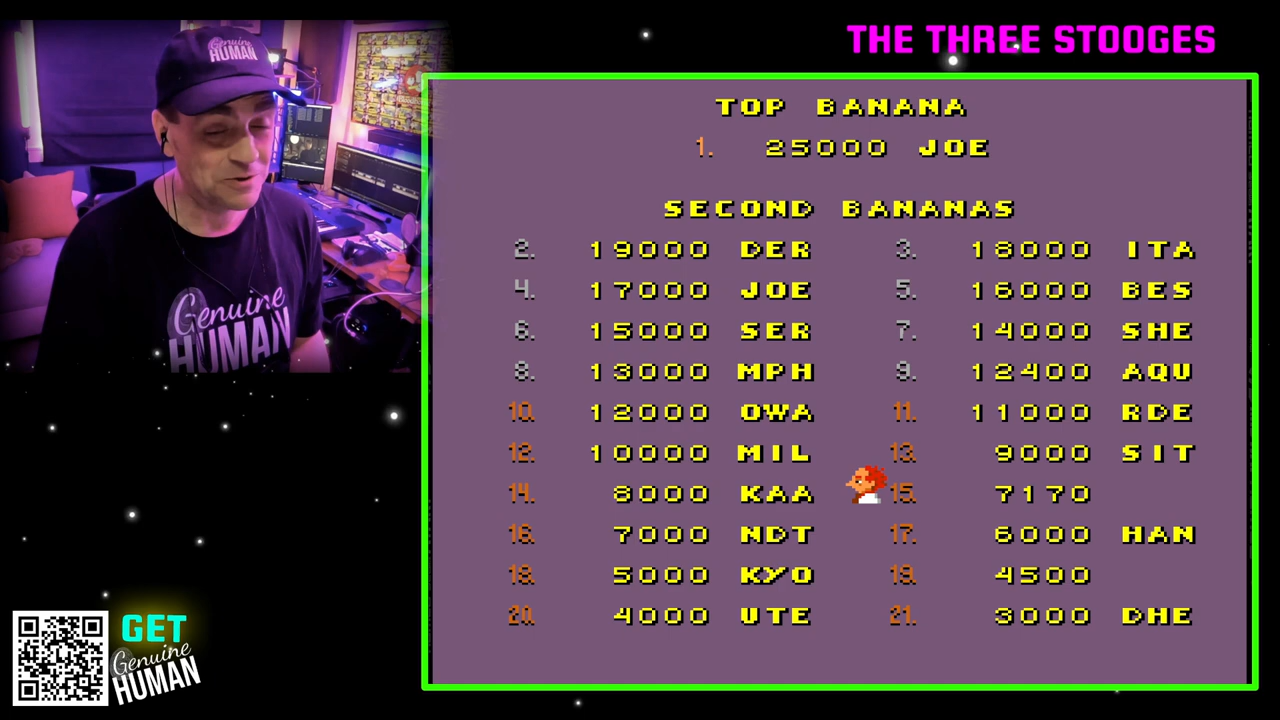 THE THREE STOOGES
Genuine
HUMAN
Genuine
HUMAN
TOP BANANA
1. 25000 JOE
SECOND BANANAS
2. 19000 DER 3. 18000 ITA
4. 17000 JOE 5. 16000 BES
6. 15000 SER 7. 14000 SHE
8. 13000 MPH 9. 12400 AQU
10. 12000 OWA 11. 11000 RDE
12. 10000 MIL 13. 9000 SIT
14. 8000 KAA 15. 7170
16. 7000 NDT 17. 6000 HAN
18. 5000 KYO 19. 4500
20. 4000 UTE 21. 3000 DHE
GET
Genuine
HUMAN